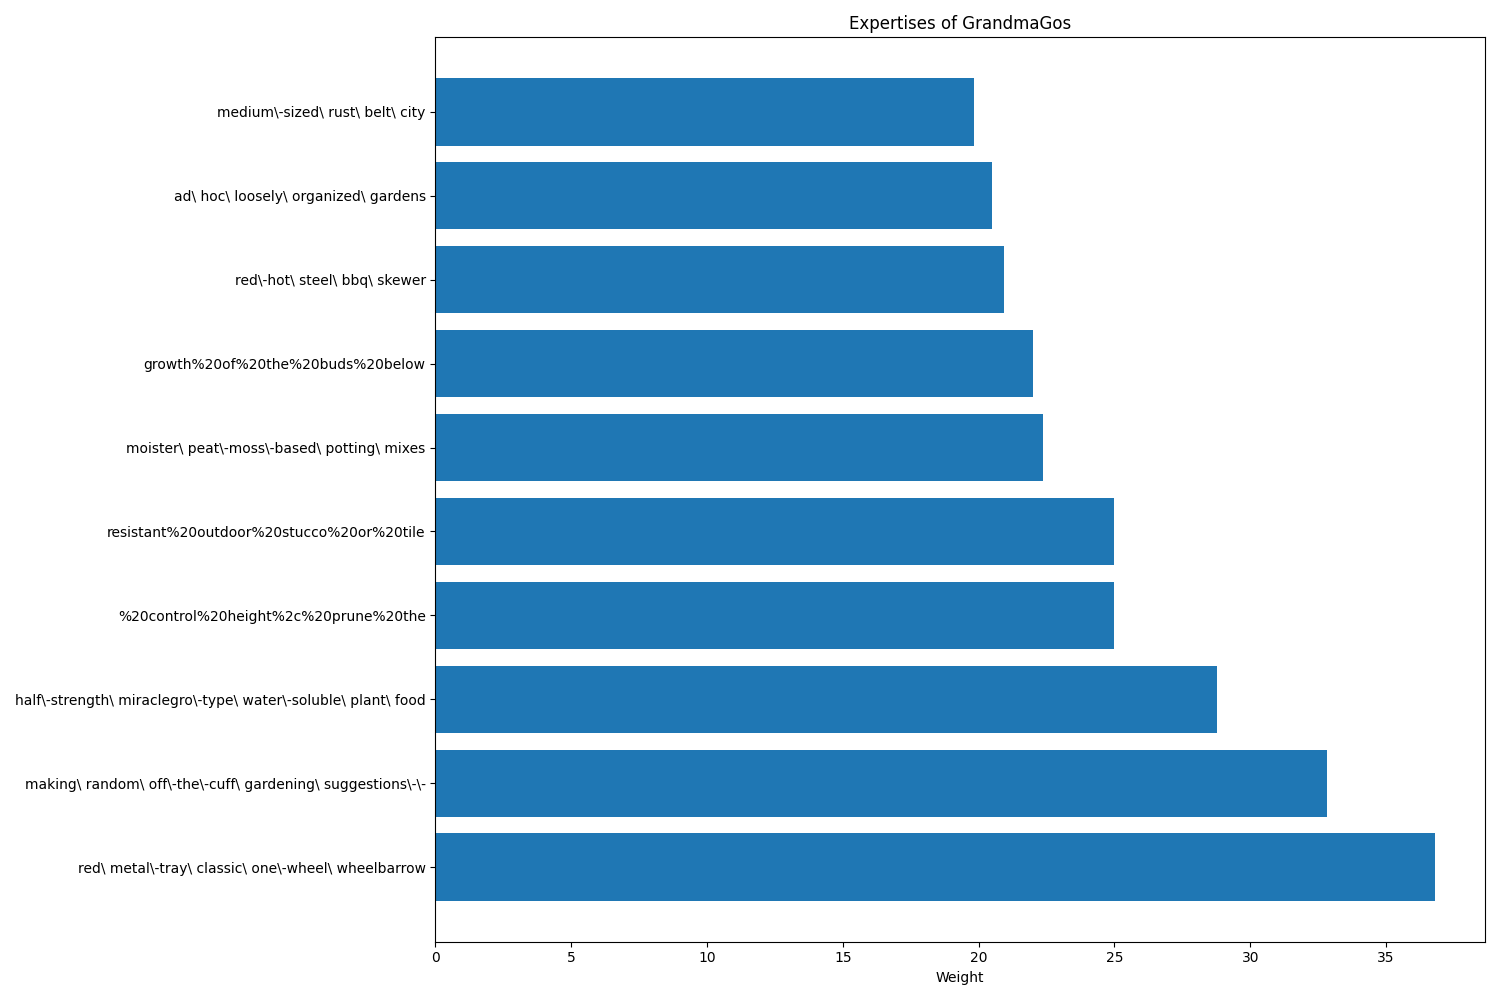 Expertises of GrandmaGos
medium\-sized\ rust\ belt\ city
ad\ hoc\ loosely\ organized\ gardens
red\-hot\ steel\ bbq\ skewer
growth%20of%20the%20buds%20below
moister\ peat\-moss\-based\ potting\ mixes
resistant%20outdoor%20stucco%20or%20tile
%20control%20height%2c%20prune%20the
half\-strength\ miraclegro\-type\ water\-soluble\ plant\ food
making\ random\ off\-the\-cuff\ gardening\ suggestions\-\-
red\ metal\-tray\ classic\ one\-wheel\ wheelbarrow
0 5 10 15 20 25 30 35
Weight